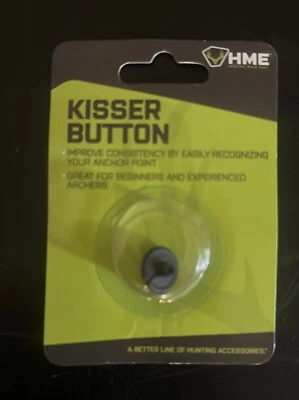 HME
KISSER
BUTTON
• IMPROVE CONSISTENCY BY EASILY RECOGNIZING
YOUR ANCHOR POINT
• GREAT FOR BEGINNERS AND EXPERIENCED
ARCHERS
A BETTER LINE OF HUNTING ACCESSORIES.